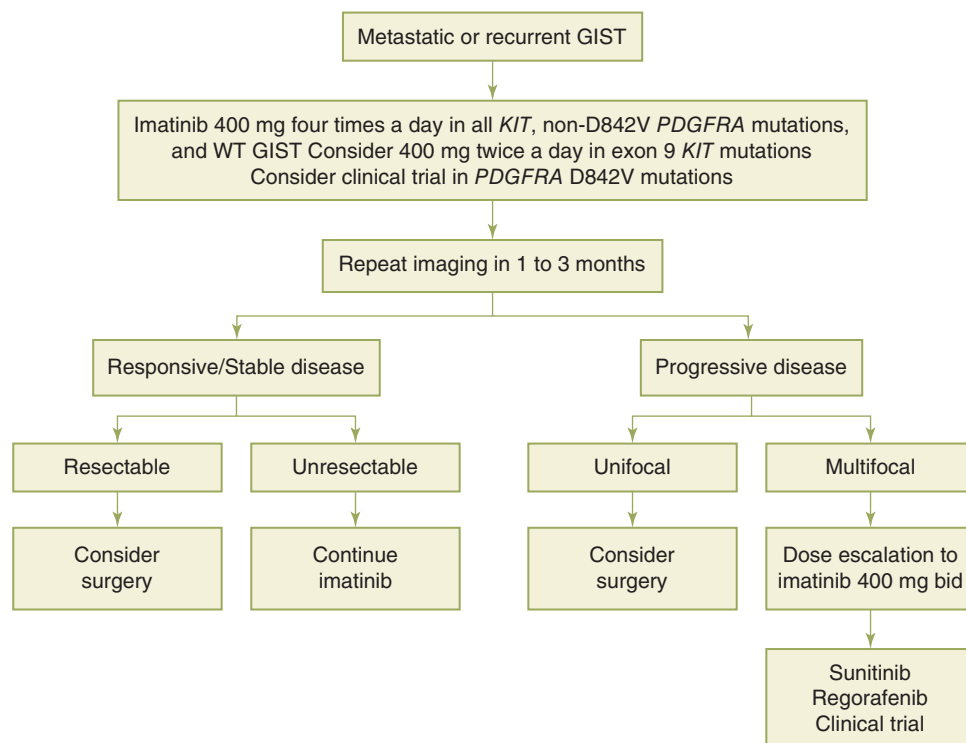 Metastatic or recurrent GIST
Imatinib 400 mg four times a day in all KIT, non-D842V PDGFRA mutations,
and WT GIST Consider 400 mg twice a day in exon 9 KIT mutations
Consider clinical trial in PDGFRA D842V mutations
Repeat imaging in 1 to 3 months
Responsive/Stable disease
Progressive disease
Resectable
Unresectable
Unifocal
Multifocal
Consider
surgery
Continue
imatinib
Consider
surgery
Dose escalation to
imatinib 400 mg bid
Sunitinib
Regorafenib
Clinical trial